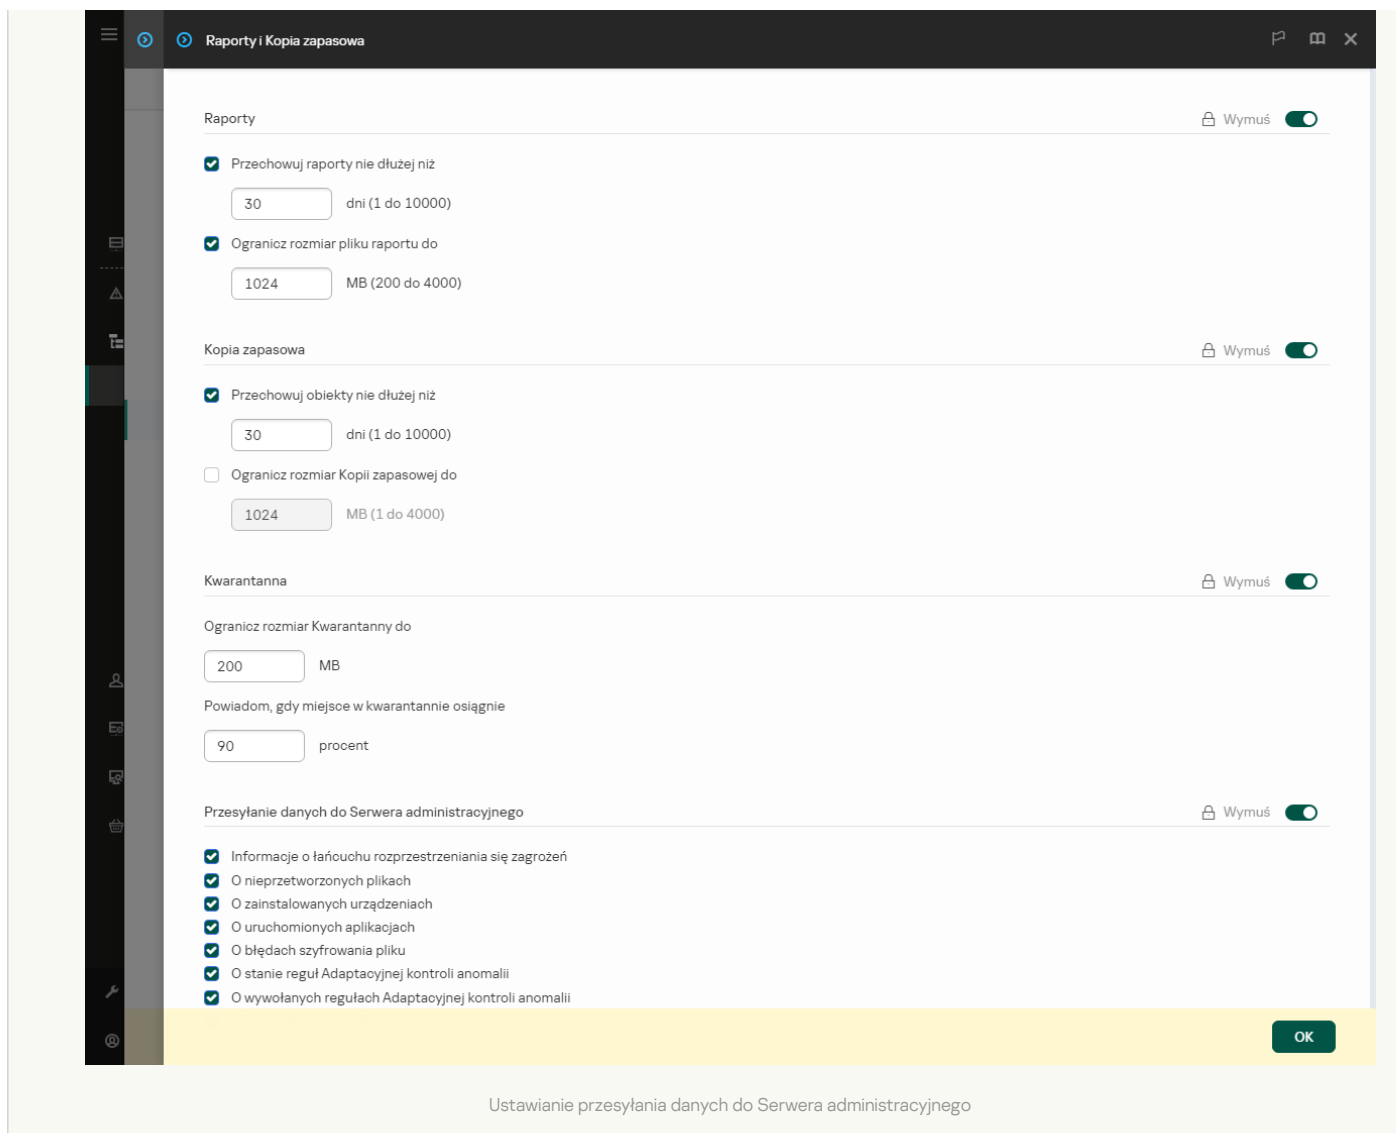 Raporty i Kopia zapasowa
Raporty
Wymuś
Przechowuj raporty nie dłużej niż
30 dni (1 do 10000)
Ogranicz rozmiar pliku raportu do
1024 MB (200 do 4000)
Kopia zapasowa
Wymuś
Przechowuj obiekty nie dłużej niż
30 dni (1 do 10000)
Ogranicz rozmiar Kopii zapasowej do
1024 MB (1 do 4000)
Kwarantanna
Wymuś
Ogranicz rozmiar Kwarantanny do
200 MB
Powiadom, gdy miejsce w kwarantannie osiągnie
90 procent
Przesyłanie danych do Serwera administracyjnego
Wymuś
Informacje o łańcuchu rozprzestrzeniania się zagrożeń
O nieprzetworzonych plikach
O zainstalowanych urządzeniach
O uruchomionych aplikacjach
O błędach szyfrowania pliku
O stanie reguł Adaptacyjnej kontroli anomalii
O wywołanych regułach Adaptacyjnej kontroli anomalii
OK
Ustawianie przesyłania danych do Serwera administracyjnego